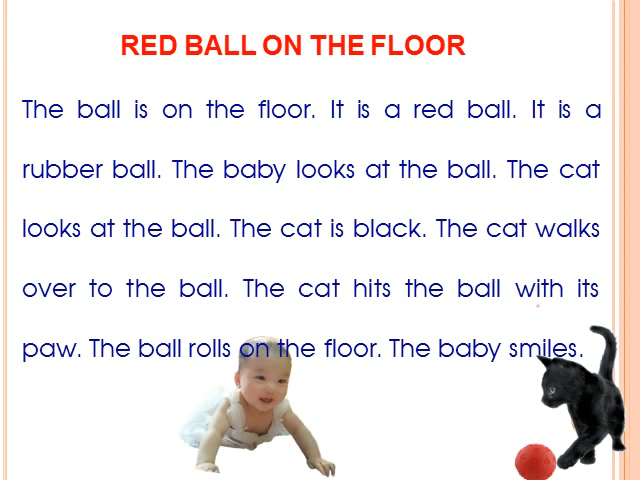 RED BALL ON THE FLOOR
The ball is on the floor. It is a red ball. It is a
rubber ball. The baby looks at the ball. The cat
looks at the ball. The cat is black. The cat walks
over to the ball. The cat hits the ball with its
paw. The ball rolls on the floor. The baby smiles.